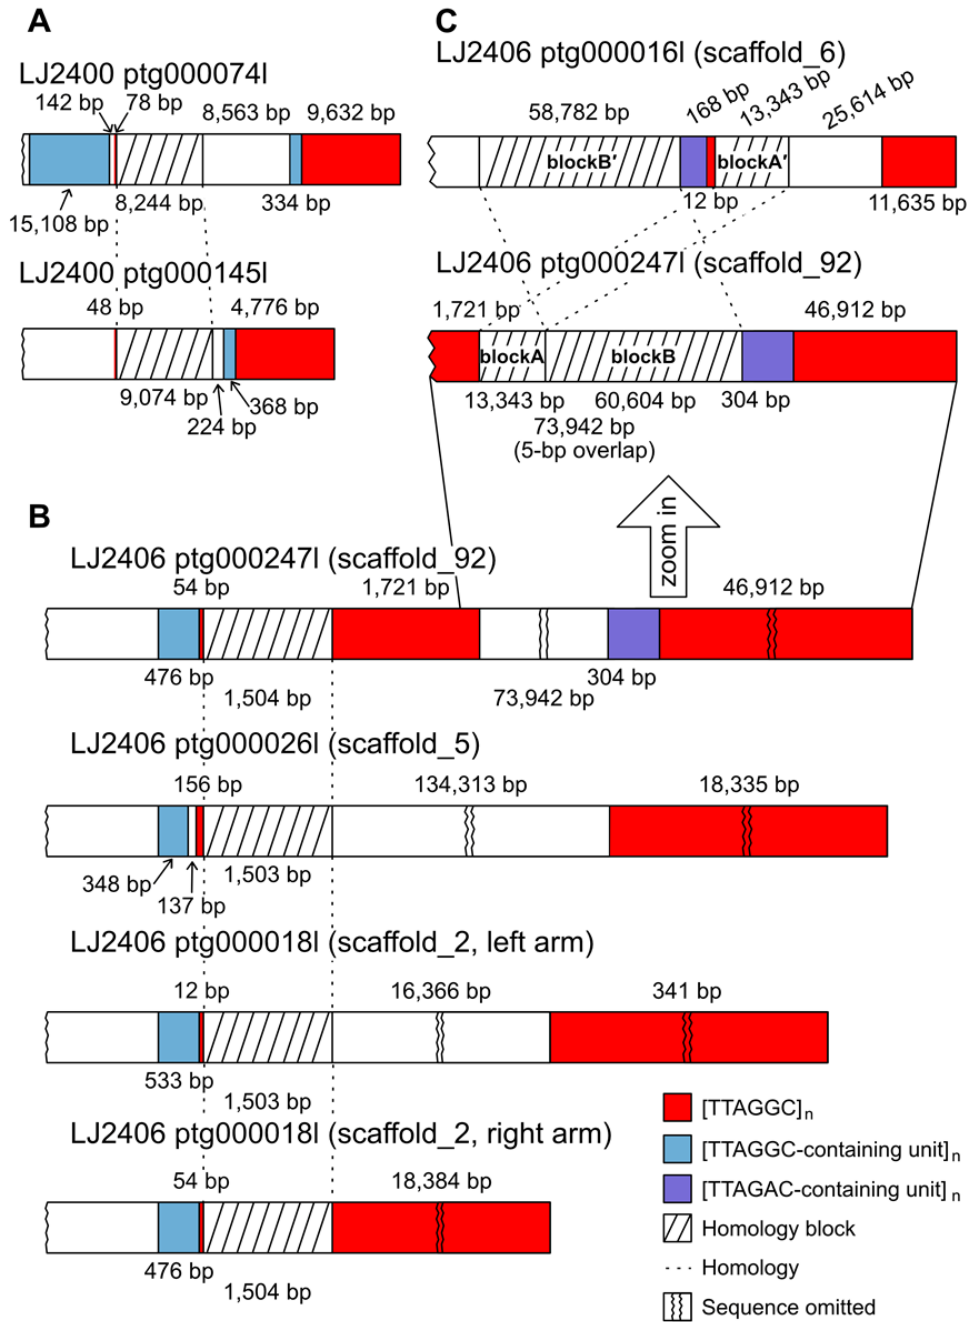 A
LJ2400 ptg000074l
142 bp 78 bp 8,563 bp 9,632 bp
8,244 bp 334 bp
15,108 bp
LJ2400 ptg000145l
48 bp 4,776 bp
9,074 bp 368 bp
224 bp
C
LJ2406 ptg000016l (scaffold_6)
58,782 bp 168 bp 13,343 bp 25,614 bp
blockB′ blockA′
12 bp 11,635 bp
LJ2406 ptg000247l (scaffold_92)
1,721 bp 46,912 bp
blockA blockB
13,343 bp 60,604 bp 304 bp
73,942 bp
(5-bp overlap)
zoom in
B
LJ2406 ptg000247l (scaffold_92)
54 bp 1,721 bp 46,912 bp
476 bp 304 bp
1,504 bp 73,942 bp
LJ2406 ptg000026l (scaffold_5)
156 bp 134,313 bp 18,335 bp
348 bp 1,503 bp
137 bp
LJ2406 ptg000018l (scaffold_2, left arm)
12 bp 16,366 bp 341 bp
533 bp
1,503 bp
LJ2406 ptg000018l (scaffold_2, right arm)
54 bp 18,384 bp
476 bp
1,504 bp
[TTAGGC]n
[TTAGGC-containing unit]n
[TTAGAC-containing unit]n
Homology block
Homology
Sequence omitted